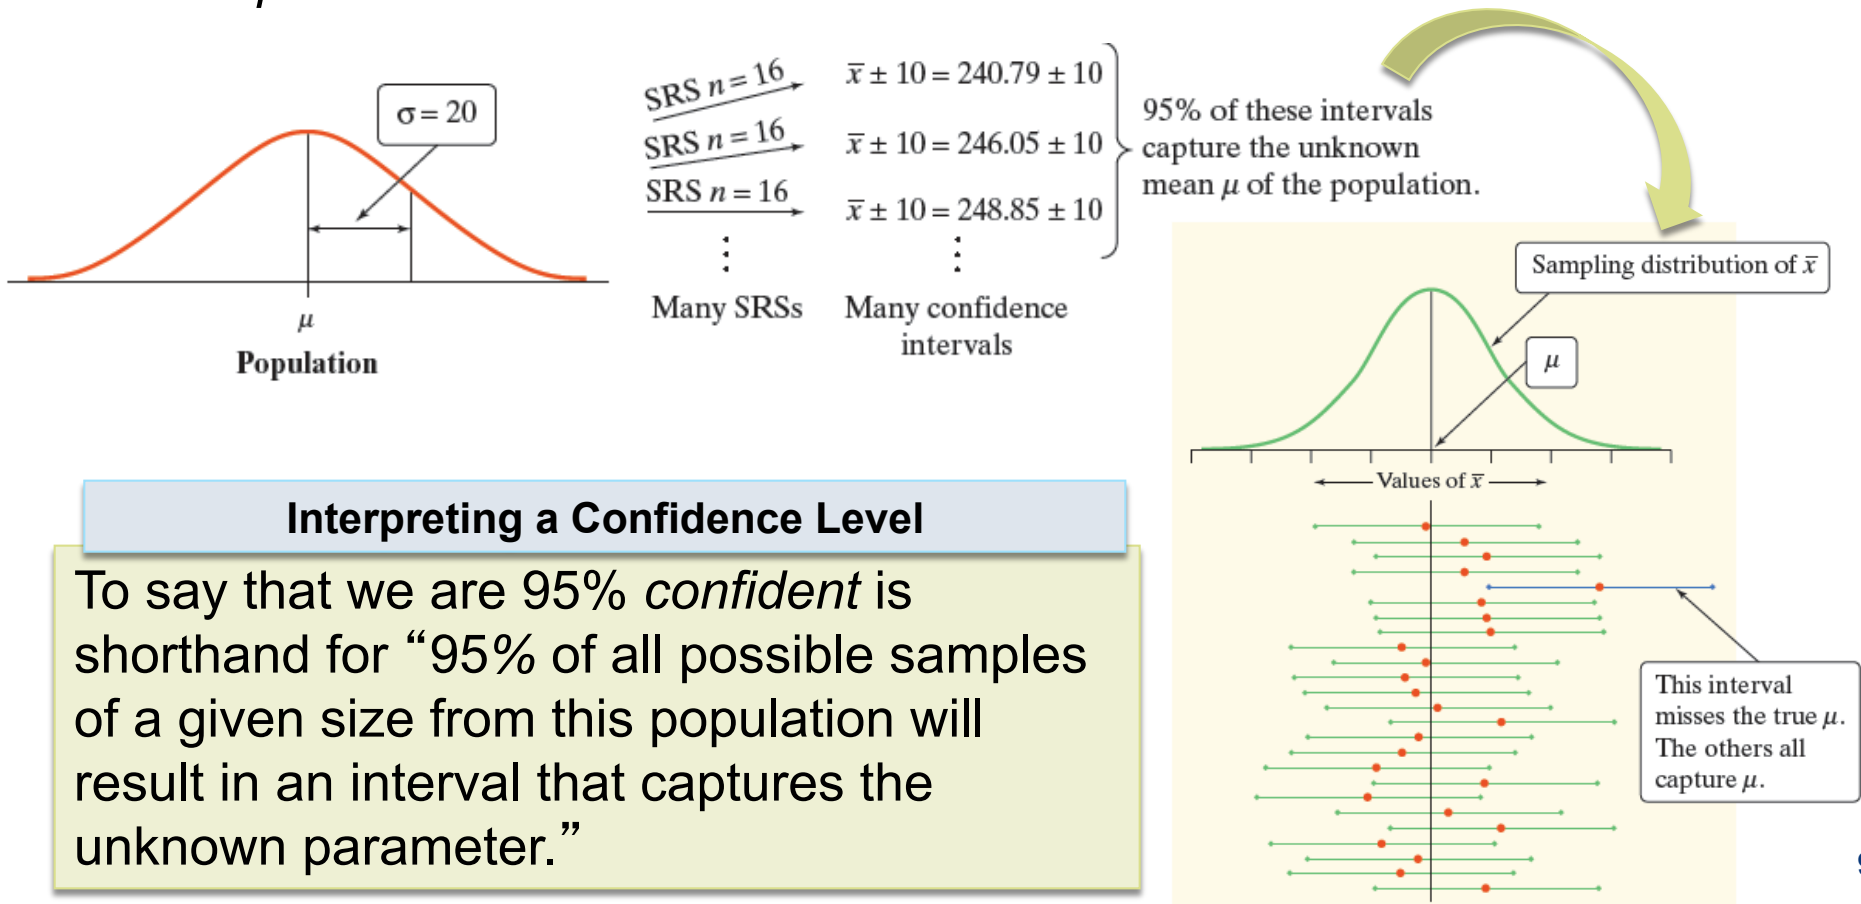 σ = 20
μ
Population
SRS n = 16
SRS n = 16
SRS n = 16
⋮
Many SRSs
x̄ ± 10 = 240.79 ± 10
x̄ ± 10 = 246.05 ± 10
x̄ ± 10 = 248.85 ± 10
⋮
Many confidence
intervals
95% of these intervals
capture the unknown
mean μ of the population.
Sampling distribution of x̄
μ
Values of x̄
This interval
misses the true μ.
The others all
capture μ.
Interpreting a Confidence Level
To say that we are 95% confident is
shorthand for “95% of all possible samples
of a given size from this population will
result in an interval that captures the
unknown parameter.”